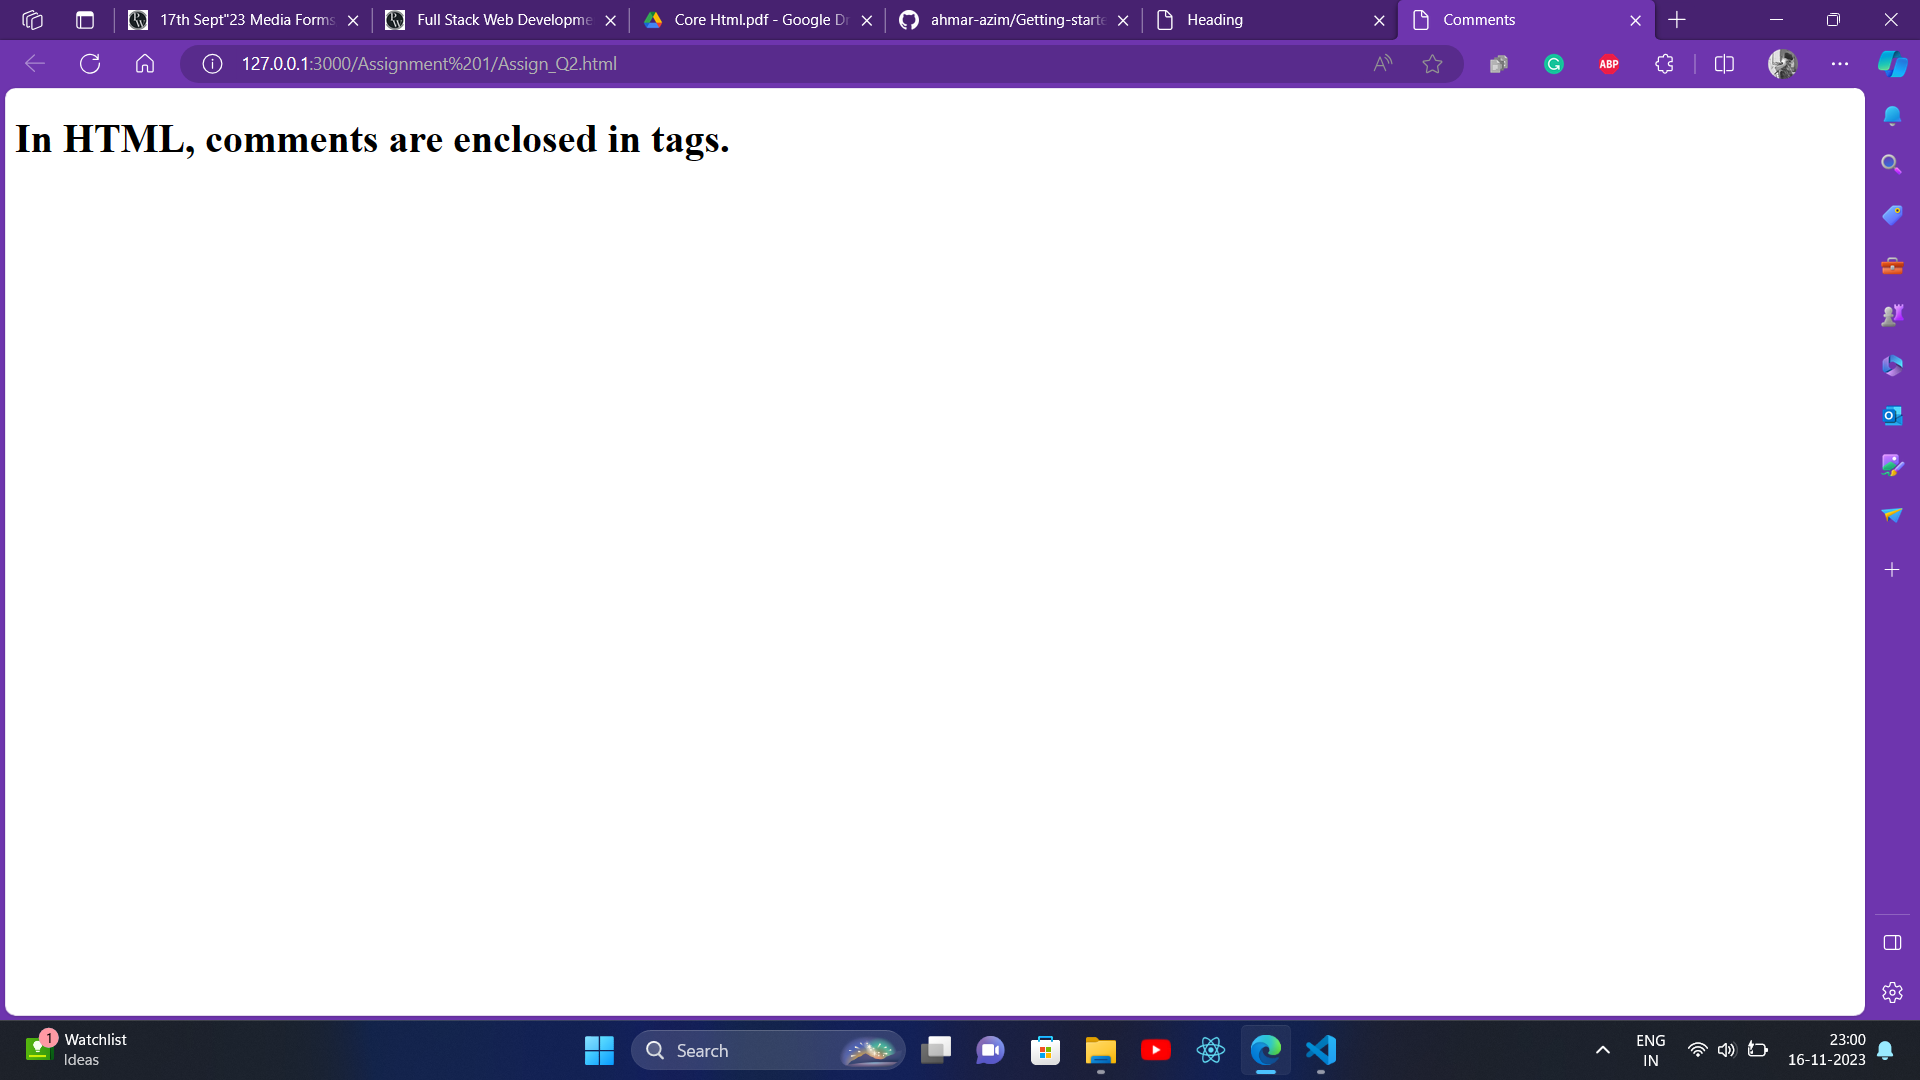 17th Sept"23 Media Forms
Full Stack Web Developme
Core Html.pdf - Google Dr
ahmar-azim/Getting-starte
Heading
Comments
127.0.0.1:3000/Assignment%201/Assign_Q2.html
ABP
In HTML, comments are enclosed in tags.
1
Watchlist
Ideas
Search
ENG
IN
23:00
16-11-2023